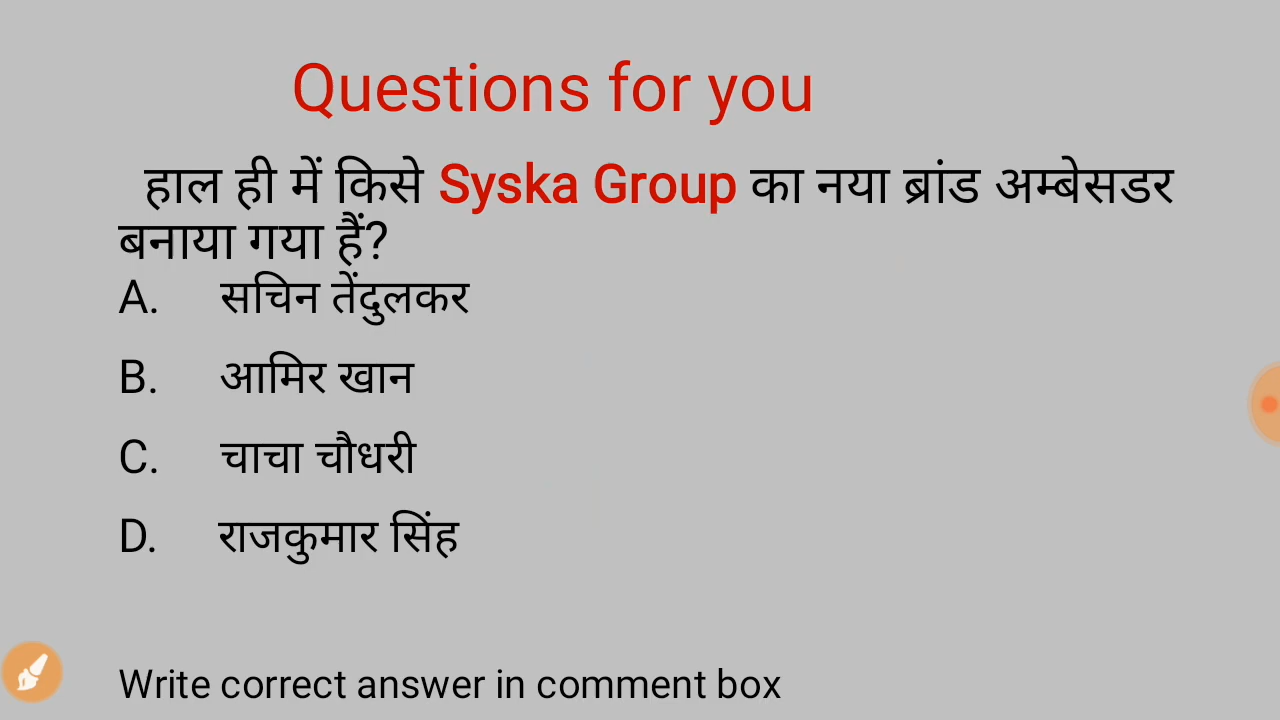 Questions for you
हाल ही में किसे Syska Group का नया ब्रांड अम्बेसडर
बनाया गया हैं?
A. सचिन तेंदुलकर
B. आमिर खान
C. चाचा चौधरी
D. राजकुमार सिंह
Write correct answer in comment box